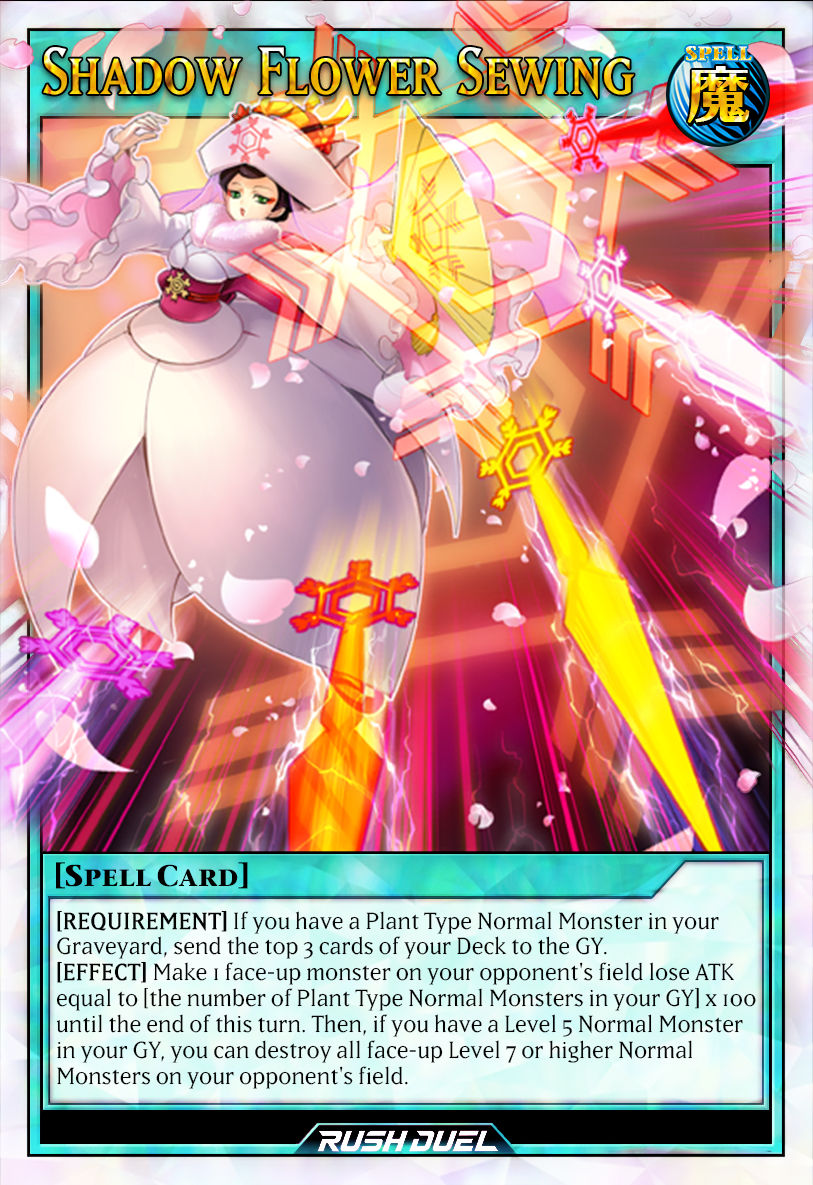 Shadow Flower Sewing
SPELL
魔
[Spell Card]
[REQUIREMENT] If you have a Plant Type Normal Monster in your
Graveyard, send the top 3 cards of your Deck to the GY.
[EFFECT] Make 1 face-up monster on your opponent's field lose ATK
equal to [the number of Plant Type Normal Monsters in your GY] x 100
until the end of this turn. Then, if you have a Level 5 Normal Monster
in your GY, you can destroy all face-up Level 7 or higher Normal
Monsters on your opponent's field.
RUSH DUEL